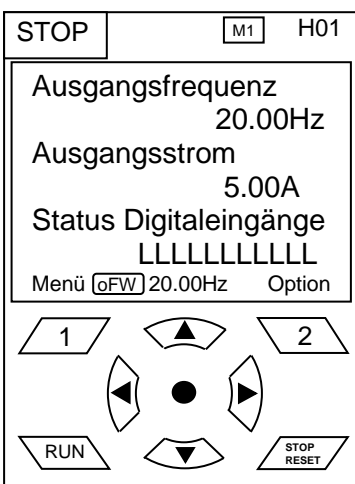 STOP M1 H01
Ausgangsfrequenz
20.00Hz
Ausgangsstrom
5.00A
Status Digitaleingänge
LLLLLLLLLLL
Menü oFW 20.00Hz Option
1 2
RUN STOP
RESET